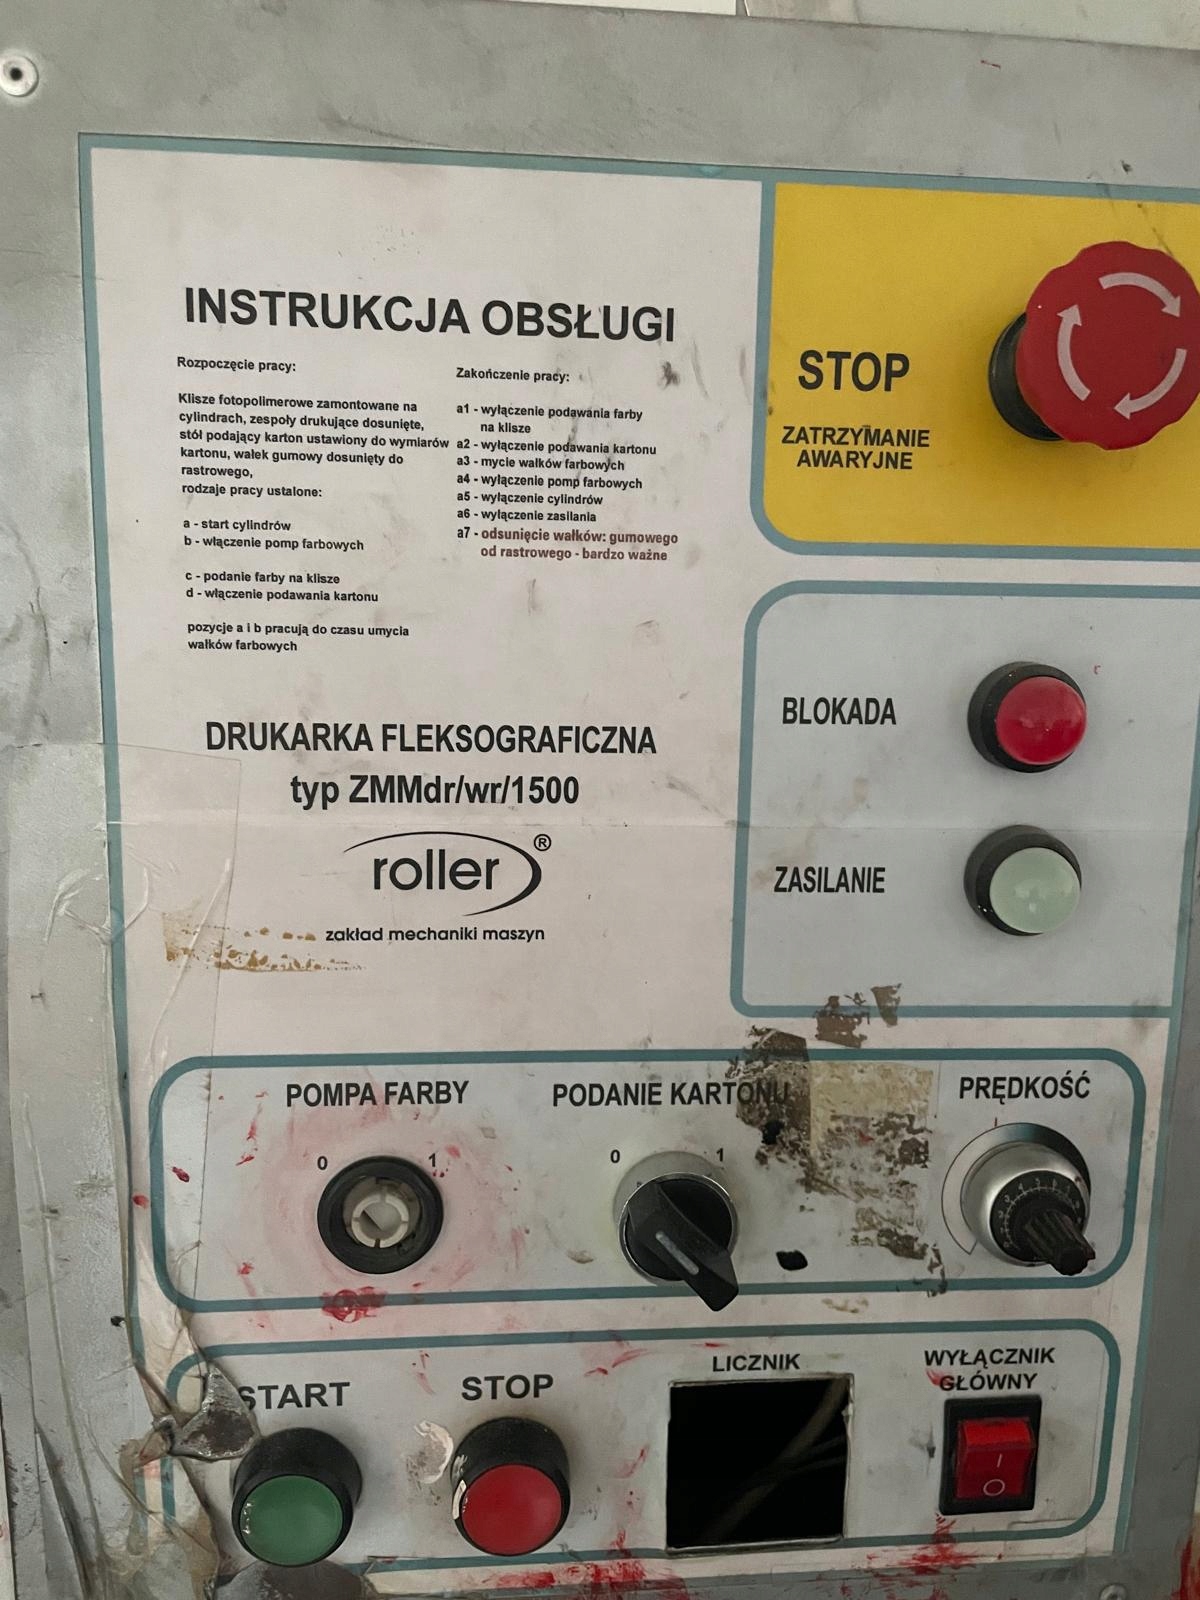 INSTRUKCJA OBSŁUGI
Rozpoczęcie pracy:
Klisze fotopolimerowe zamontowane na
cylindrach, zespoły drukujące dosunięte,
stół podający karton ustawiony do wymiarów
kartonu, wałek gumowy dosunięty do
rastrowego,
rodzaje pracy ustalone:
a - start cylindrów
b - włączenie pomp farbowych
c - podanie farby na klisze
d - włączenie podawania kartonu
pozycje a i b pracują do czasu umycia
wałków farbowych
Zakończenie pracy:
a1 - wyłączenie podawania farby
na klisze
a2 - wyłączenie podawania kartonu
a3 - mycie wałków farbowych
a4 - wyłączenie pomp farbowych
a5 - wyłączenie cylindrów
a6 - wyłączenie zasilania
a7 - odsunięcie wałków: gumowego
od rastrowego - bardzo ważne
DRUKARKA FLEKSOGRAFICZNA
typ ZMMdr/wr/1500
roller ®
zakład mechaniki maszyn
STOP
ZATRZYMANIE
AWARYJNE
BLOKADA
ZASILANIE
POMPA FARBY
0 1
PODANIE KARTONU
0 1
PRĘDKOŚĆ
START
STOP
LICZNIK
WYŁĄCZNIK
GŁÓWNY
I
O